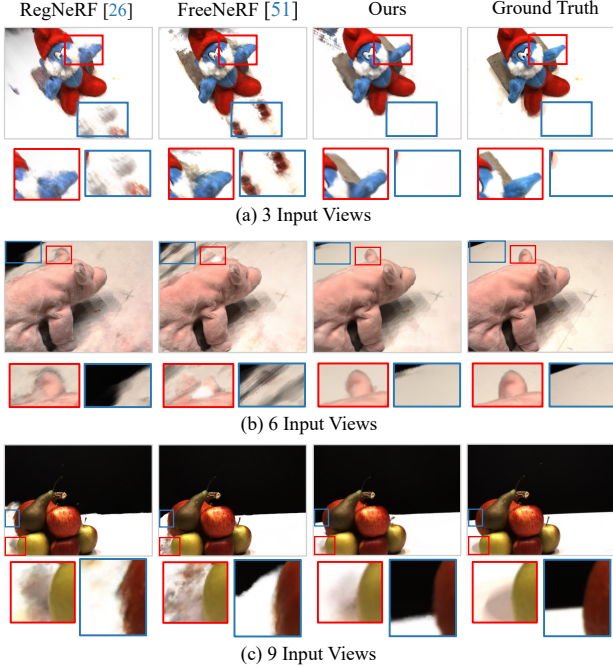 RegNeRF [26] FreeNeRF [51] Ours Ground Truth
(a) 3 Input Views
(b) 6 Input Views
(c) 9 Input Views